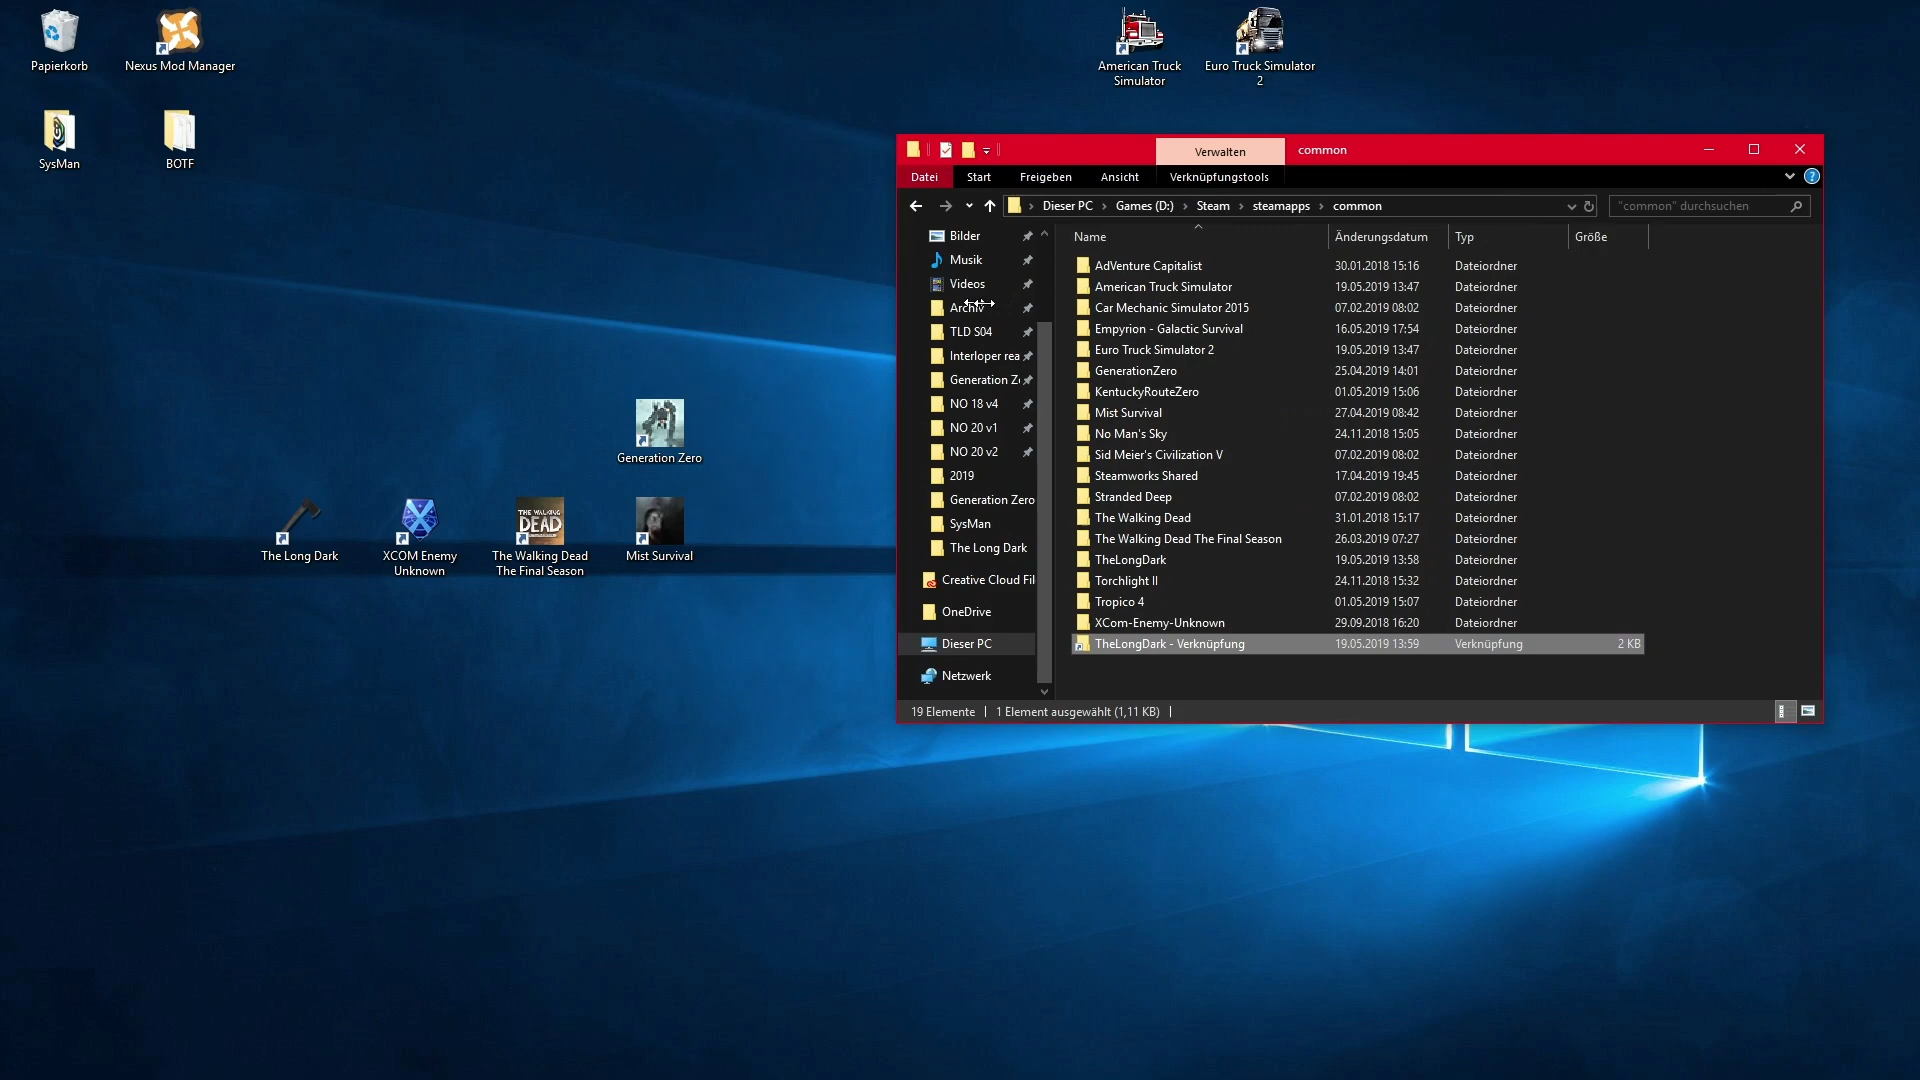 Papierkorb
Nexus Mod Manager
SysMan
BOTF
American Truck
Simulator
Euro Truck Simulator
2
Generation Zero
The Long Dark
XCOM Enemy
Unknown
THE WALKING
DEAD
The Walking Dead
The Final Season
Mist Survival
Verwalten
common
Datei
Start
Freigeben
Ansicht
Verknüpfungstools
Dieser PC
Games (D:)
Steam
steamapps
common
"common" durchsuchen
Bilder
Musik
Videos
Archiv
TLD S04
Interloper rea
Generation Z
NO 18 v4
NO 20 v1
NO 20 v2
2019
Generation Zero
SysMan
The Long Dark
Creative Cloud Fil
OneDrive
Dieser PC
Netzwerk
Name Änderungsdatum Typ Größe
AdVenture Capitalist 30.01.2018 15:16 Dateiordner
American Truck Simulator 19.05.2019 13:47 Dateiordner
Car Mechanic Simulator 2015 07.02.2019 08:02 Dateiordner
Empyrion - Galactic Survival 16.05.2019 17:54 Dateiordner
Euro Truck Simulator 2 19.05.2019 13:47 Dateiordner
GenerationZero 25.04.2019 14:01 Dateiordner
KentuckyRouteZero 01.05.2019 15:06 Dateiordner
Mist Survival 27.04.2019 08:42 Dateiordner
No Man's Sky 24.11.2018 15:05 Dateiordner
Sid Meier's Civilization V 07.02.2019 08:02 Dateiordner
Steamworks Shared 17.04.2019 19:45 Dateiordner
Stranded Deep 07.02.2019 08:02 Dateiordner
The Walking Dead 31.01.2018 15:17 Dateiordner
The Walking Dead The Final Season 26.03.2019 07:27 Dateiordner
TheLongDark 19.05.2019 13:58 Dateiordner
Torchlight II 24.11.2018 15:32 Dateiordner
Tropico 4 01.05.2019 15:07 Dateiordner
XCom-Enemy-Unknown 29.09.2018 16:20 Dateiordner
TheLongDark - Verknüpfung 19.05.2019 13:59 Verknüpfung 2 KB
19 Elemente
1 Element ausgewählt (1,11 KB)